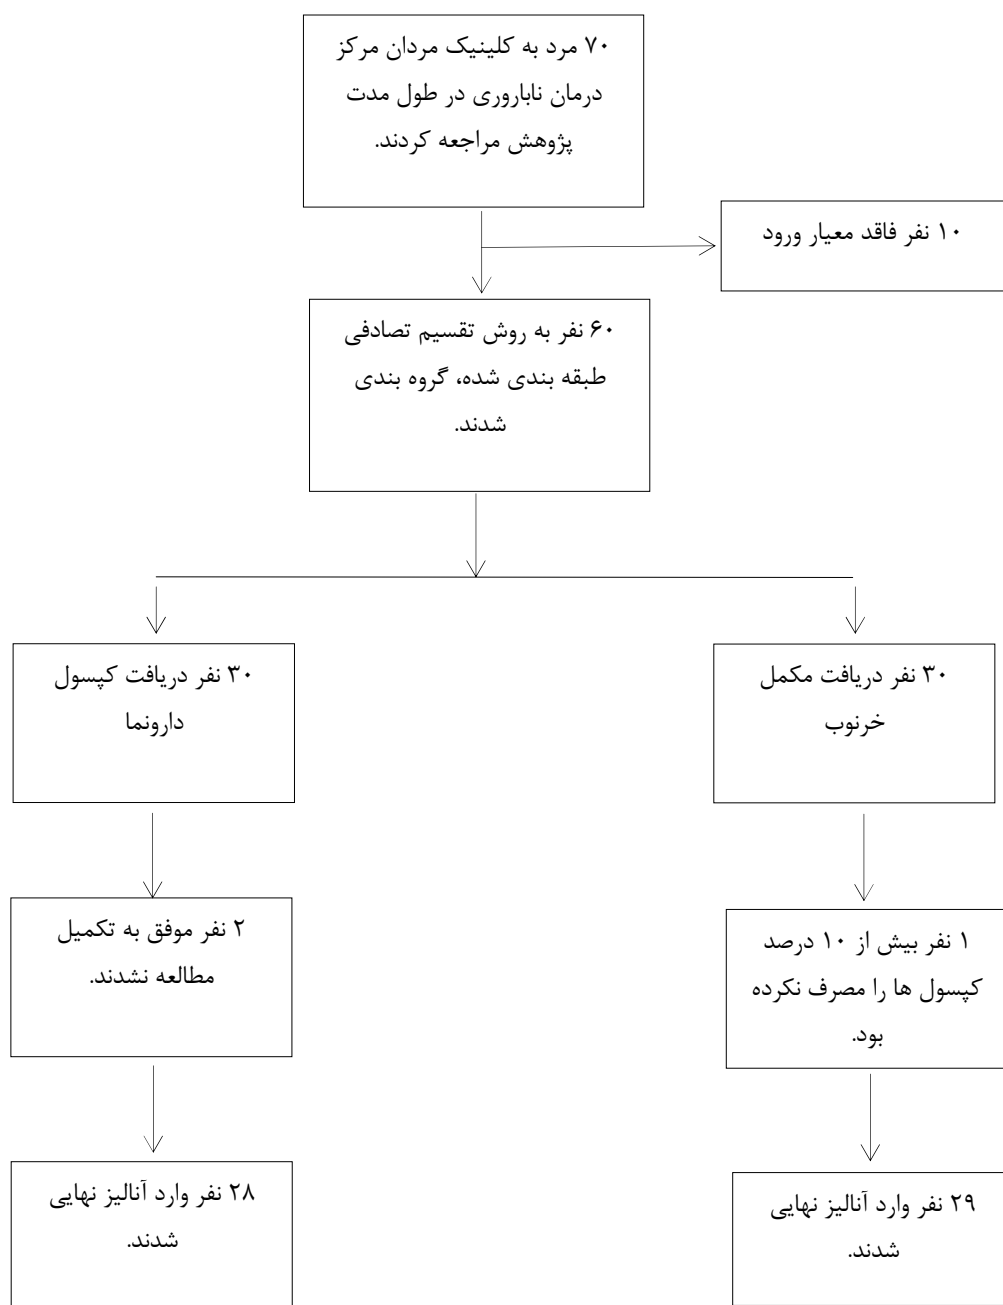 ۷۰ مرد به کلینیک مردان مرکز
درمان ناباروری در طول مدت
پژوهش مراجعه کردند.
۱۰ نفر فاقد معیار ورود
۶۰ نفر به روش تقسیم تصادفی
طبقه بندی شده، گروه بندی
شدند.
۳۰ نفر دریافت مکمل
خرنوب
۳۰ نفر دریافت کپسول
دارونما
۱ نفر بیش از ۱۰ درصد
کپسول ها را مصرف نکرده
بود.
۲ نفر موفق به تکمیل
مطالعه نشدند.
۲۹ نفر وارد آنالیز نهایی
شدند.
۲۸ نفر وارد آنالیز نهایی
شدند.